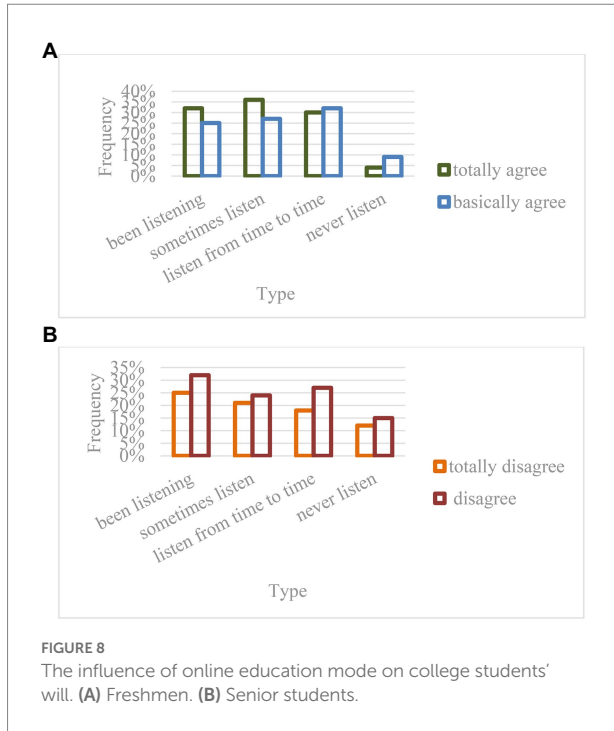 A
Frequency
40%
35%
30%
25%
20%
15%
10%
5%
0%
been listening
sometimes listen
listen from time to time
never listen
totally agree
basically agree
Type
B
Frequency
35%
30%
25%
20%
15%
10%
5%
0%
been listening
sometimes listen
listen from time to time
never listen
totally disagree
disagree
Type
FIGURE 8
The influence of online education mode on college students’
will. (A) Freshmen. (B) Senior students.